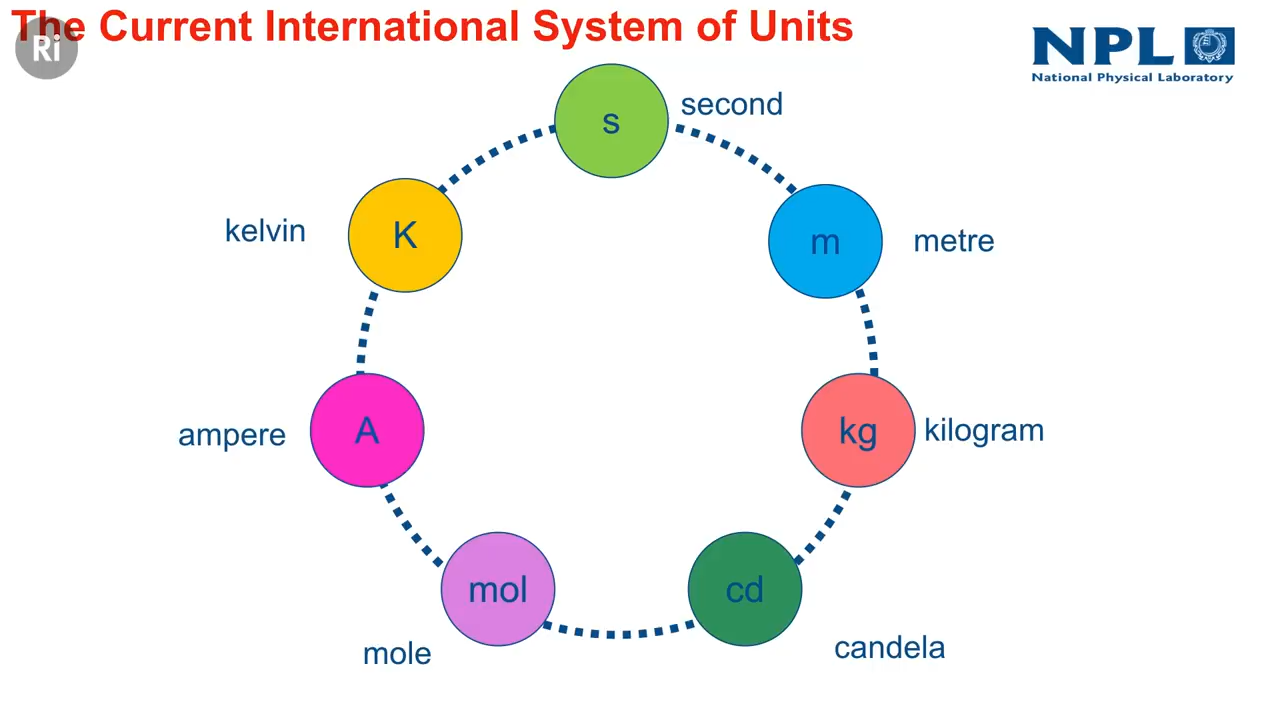 The Current International System of Units
Ri
NPL
National Physical Laboratory
s
second
K
kelvin
m
metre
A
ampere
kg
kilogram
mol
mole
cd
candela